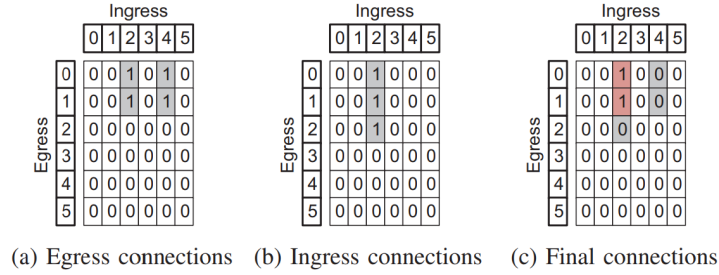 Ingress Ingress Ingress
0 1 2 3 4 5 0 1 2 3 4 5 0 1 2 3 4 5
0 0 0 1 0 1 0 0 0 0 1 0 0 0 0 0 0 1 0 0 0
1 0 0 1 0 1 0 1 0 0 1 0 0 0 1 0 0 1 0 0 0
2 0 0 0 0 0 0 2 0 0 1 0 0 0 2 0 0 0 0 0 0
3 0 0 0 0 0 0 3 0 0 0 0 0 0 3 0 0 0 0 0 0
4 0 0 0 0 0 0 4 0 0 0 0 0 0 4 0 0 0 0 0 0
5 0 0 0 0 0 0 5 0 0 0 0 0 0 5 0 0 0 0 0 0
Egress Egress Egress
(a) Egress connections (b) Ingress connections (c) Final connections